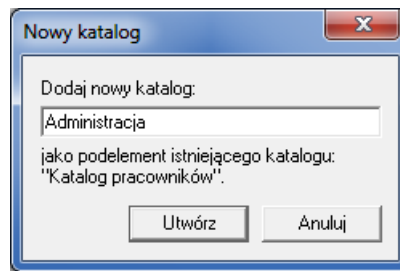 Nowy katalog
Dodaj nowy katalog:
Administracja
jako podelement istniejącego katalogu:
"Katalog pracowników".
Utwórz Anuluj